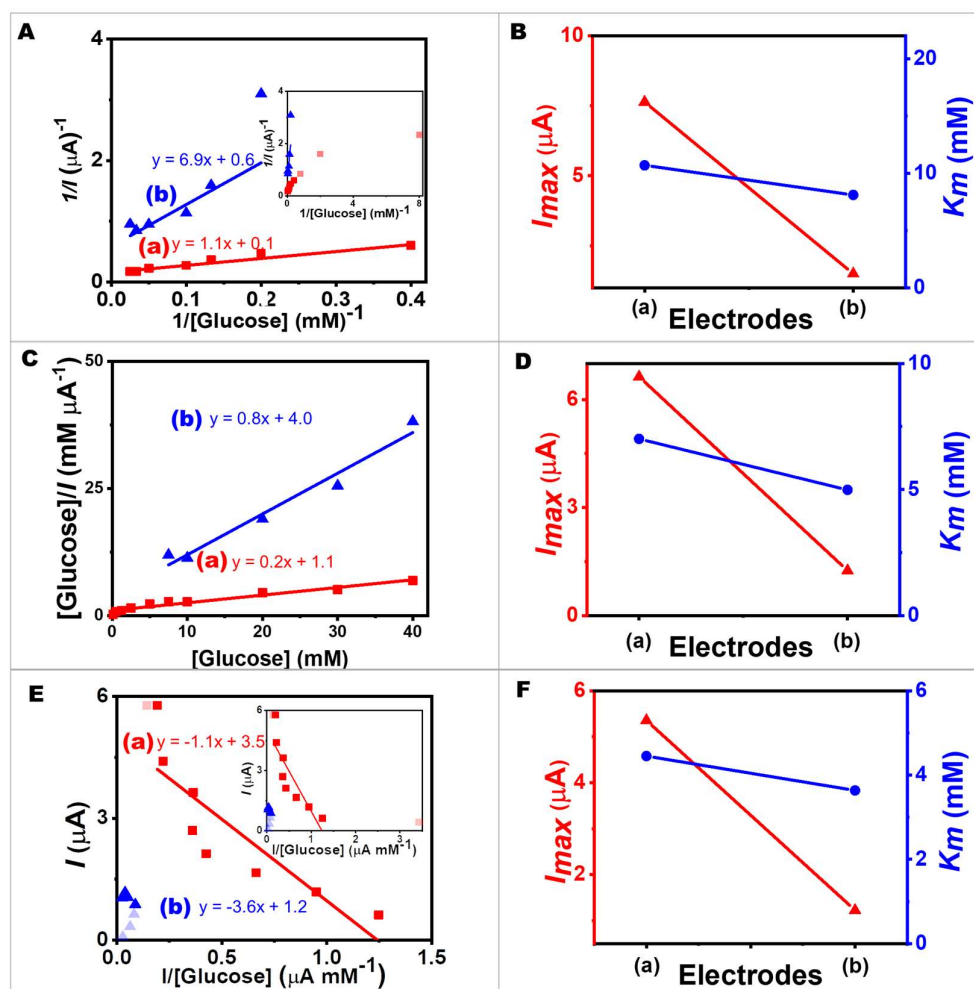 A
4
2
0
1/I (μA)-1
y = 6.9x + 0.6
(b)
(a) y = 1.1x + 0.1
0.0 0.1 0.2 0.3 0.4
1/[Glucose] (mM)-1
4
2
0
1/I (μA)-1
0 4 8
1/[Glucose] (mM)-1
B
10
5
Imax (μA)
20
10
0
Km (mM)
(a) Electrodes (b)
C
50
25
0
[Glucose]/I (mM μA-1)
(b) y = 0.8x + 4.0
(a) y = 0.2x + 1.1
0 10 20 30 40
[Glucose] (mM)
D
6
3
0
Imax (μA)
10
5
0
Km (mM)
(a) Electrodes (b)
E
6
3
0
I (μA)
(a) y = -1.1x + 3.5
(b) y = -3.6x + 1.2
0.0 0.5 1.0 1.5
I/[Glucose] (μA mM-1)
6
3
0
I (μA)
0 1 2 3
I/[Glucose] (μA mM-1)
F
6
4
2
Imax (μA)
6
4
2
0
Km (mM)
(a) Electrodes (b)